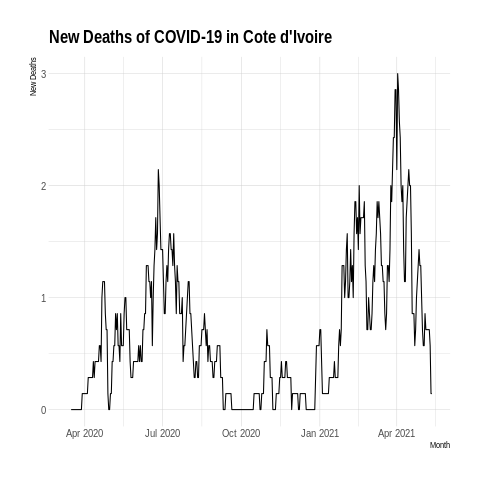 New Deaths of COVID-19 in Cote d'Ivoire
New Deaths
3
2
1
0
Apr 2020 Jul 2020 Oct 2020 Jan 2021 Apr 2021
Month